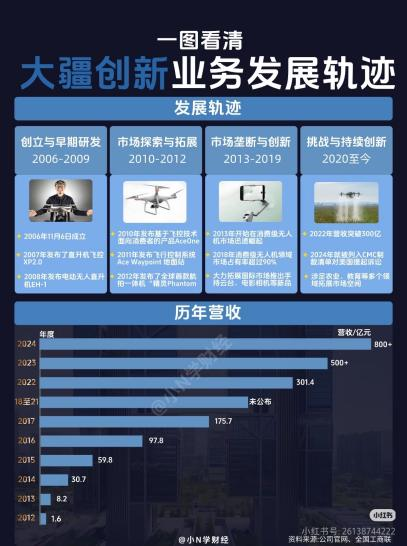 一图看清
大疆创新业务发展轨迹
发展轨迹
创立与早期研发
2006-2009
2006年11月6日成立
2007年发布了直升机飞控XP2.0
2008年发布电动无人直升机EH-1
市场探索与拓展
2010-2012
2010年发布基于飞控技术
面向消费者的产品AceOne
2011年发布飞行控制系统
Ace Waypoint 地面站
2012年发布了全球首款航
拍一体机“精灵Phantom
市场垄断与创新
2013-2019
2013年开始在消费级无人
机市场迅速崛起
2018年消费级无人机领域
市场占有率超过90%
大力拓展国际市场推出手
持云台、电影相机等新品
挑战与持续创新
2020至今
2022年营收突破300亿
2024年就被列入CMC制
裁清单对美国提起诉讼
涉足农业、教育等多个领
域拓展市场空间
历年营收
年度
营收/亿元
2024
800+
2023
500+
2022
301.4
18至21
未公布
2017
175.7
2016
97.8
2015
59.8
2014
30.7
2013
8.2
2012
1.6
@小N学财经
@小N学财经
小红书
小红书号: 26138744222
资料来源:公司官网、全国工商联